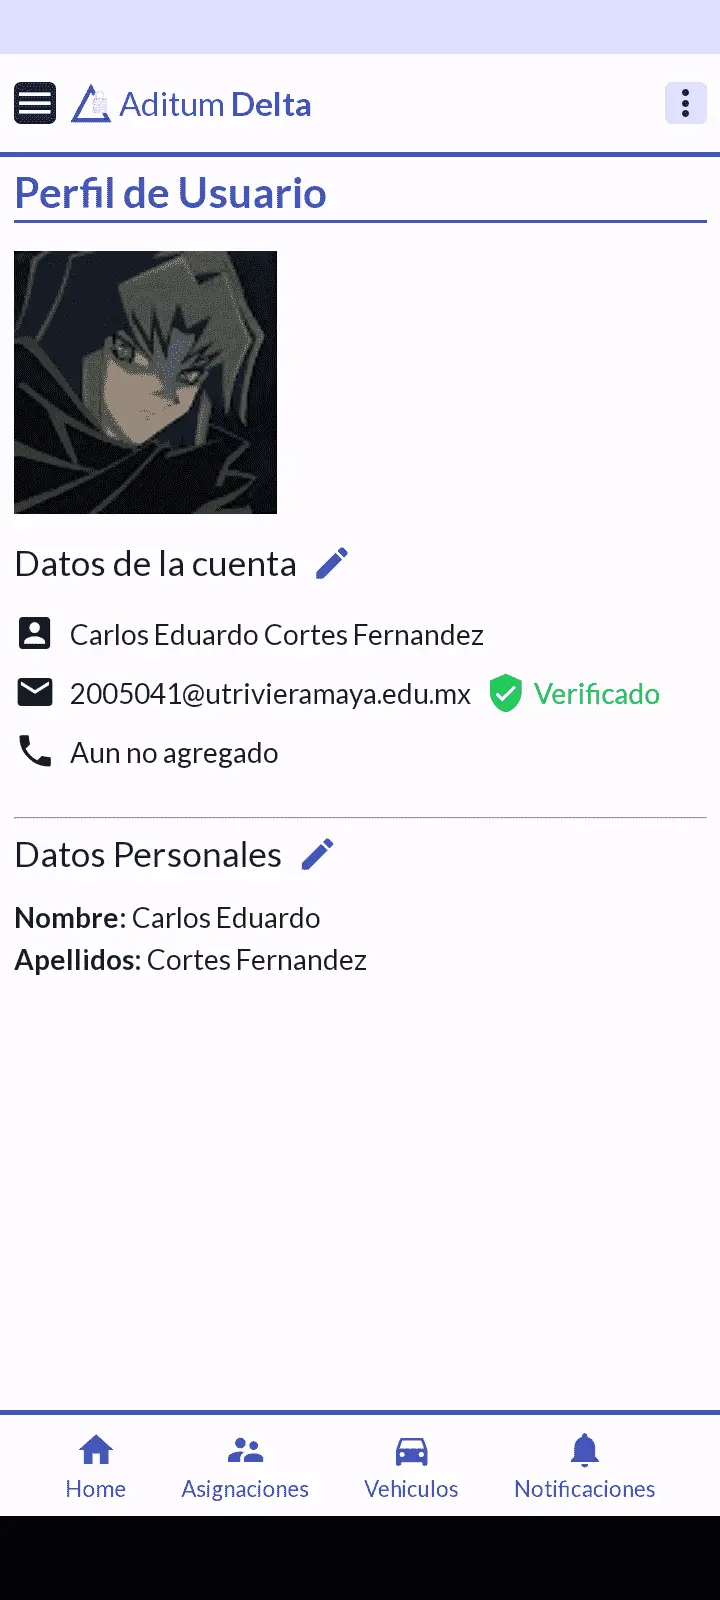 Aditum Delta
Perfil de Usuario
Datos de la cuenta
Carlos Eduardo Cortes Fernandez
2005041@utrivieramaya.edu.mx Verificado
Aun no agregado
Datos Personales
Nombre: Carlos Eduardo
Apellidos: Cortes Fernandez
Home Asignaciones Vehiculos Notificaciones